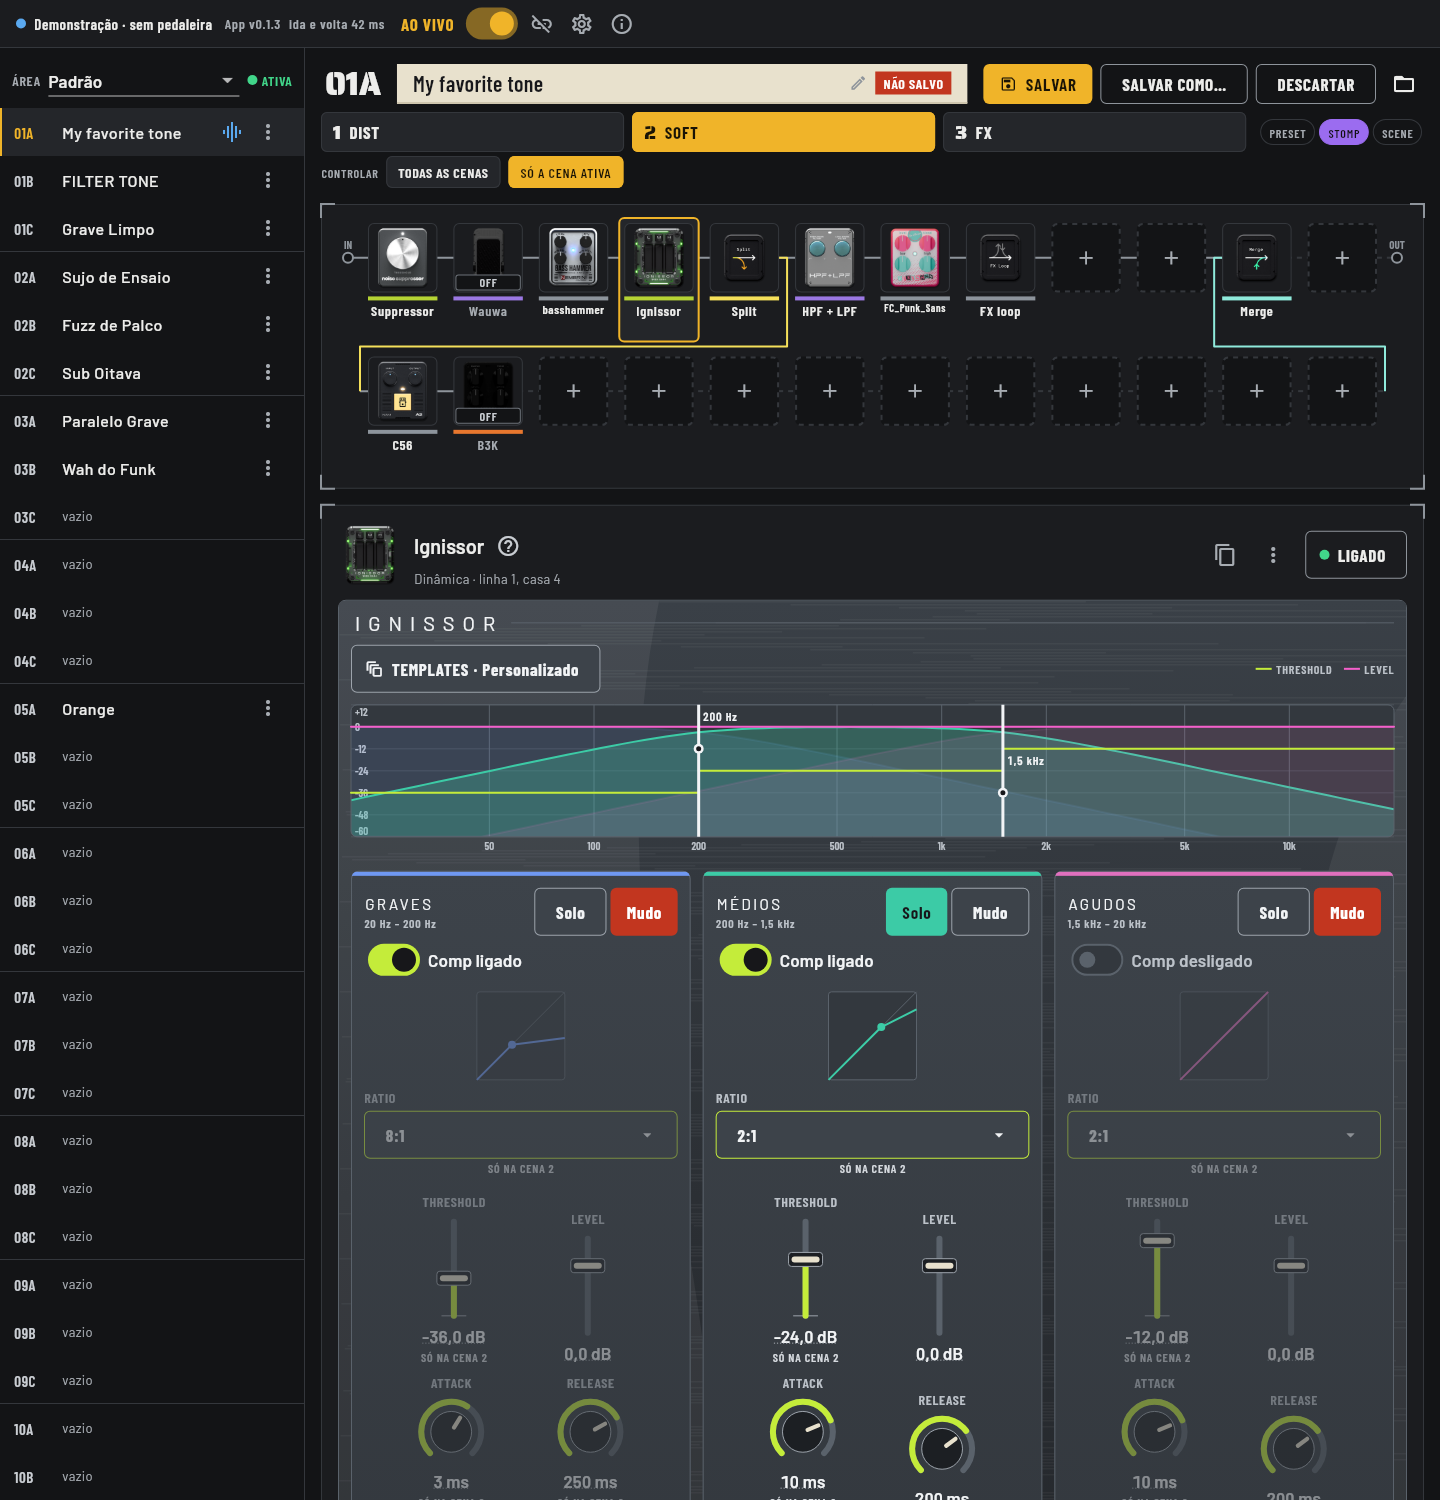 Demonstração · sem pedaleira App v0.1.3 Ida e volta 42 ms AO VIVO
ÁREA Padrão ATIVA
01A My favorite tone
01B FILTER TONE
01C Grave Limpo
02A Sujo de Ensaio
02B Fuzz de Palco
02C Sub Oitava
03A Paralelo Grave
03B Wah do Funk
03C vazio
04A vazio
04B vazio
04C vazio
05A Orange
05B vazio
05C vazio
06A vazio
06B vazio
06C vazio
07A vazio
07B vazio
07C vazio
08A vazio
08B vazio
08C vazio
09A vazio
09B vazio
09C vazio
10A vazio
10B vazio
01A My favorite tone NÃO SALVO SALVAR SALVAR COMO... DESCARTAR
1 DIST 2 SOFT 3 FX PRESET STOMP SCENE
CONTROLAR TODAS AS CENAS SÓ A CENA ATIVA
IN OUT
Split FX Loop Merge
HPF+LPF
OFF
Suppressor Wauwa basshammer Ignissor Split HPF + LPF FC_Punk_Sans FX loop Merge
OFF
C56 B3K
Ignissor
Dinâmica · linha 1, casa 4
LIGADO
IGNISSOR
TEMPLATES · Personalizado THRESHOLD LEVEL
+12
0
-12
-24
-36
-48
-60
200 Hz
1,5 kHz
50 100 200 500 1k 2k 5k 10k
GRAVES
20 Hz – 200 Hz
Solo Mudo
Comp ligado
RATIO
8:1
SÓ NA CENA 2
THRESHOLD LEVEL
-36,0 dB
SÓ NA CENA 2
0,0 dB
ATTACK RELEASE
3 ms 250 ms
MÉDIOS
200 Hz – 1,5 kHz
Solo Mudo
Comp ligado
RATIO
2:1
SÓ NA CENA 2
THRESHOLD LEVEL
-24,0 dB
SÓ NA CENA 2
0,0 dB
ATTACK RELEASE
10 ms 200 ms
AGUDOS
1,5 kHz – 20 kHz
Solo Mudo
Comp desligado
RATIO
2:1
SÓ NA CENA 2
THRESHOLD LEVEL
-12,0 dB
SÓ NA CENA 2
0,0 dB
ATTACK RELEASE
10 ms 200 ms